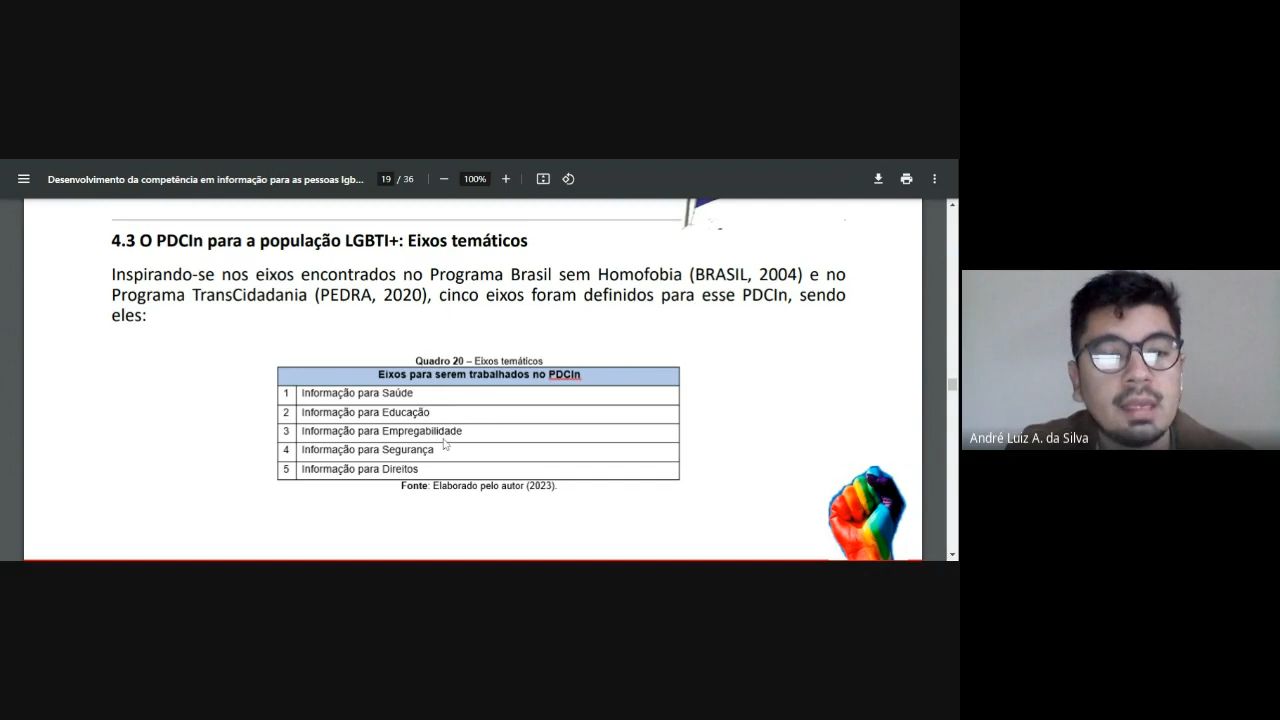 Desenvolvimento da competência em informação para as pessoas lgb... 19 / 36 100%
4.3 O PDCIn para a população LGBTI+: Eixos temáticos
Inspirando-se nos eixos encontrados no Programa Brasil sem Homofobia (BRASIL, 2004) e no
Programa TransCidadania (PEDRA, 2020), cinco eixos foram definidos para esse PDCIn, sendo
eles:
Quadro 20 – Eixos temáticos
Eixos para serem trabalhados no PDCIn
1 Informação para Saúde
2 Informação para Educação
3 Informação para Empregabilidade
4 Informação para Segurança
5 Informação para Direitos
Fonte: Elaborado pelo autor (2023).
André Luiz A. da Silva